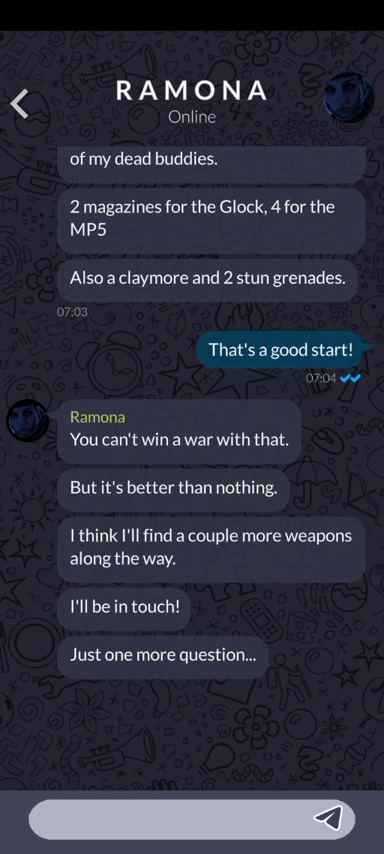 RAMONA
Online
of my dead buddies.
2 magazines for the Glock, 4 for the
MP5
Also a claymore and 2 stun grenades.
07:03
That's a good start!
07:04
Ramona
You can't win a war with that.
But it's better than nothing.
I think I'll find a couple more weapons
along the way.
I'll be in touch!
Just one more question...